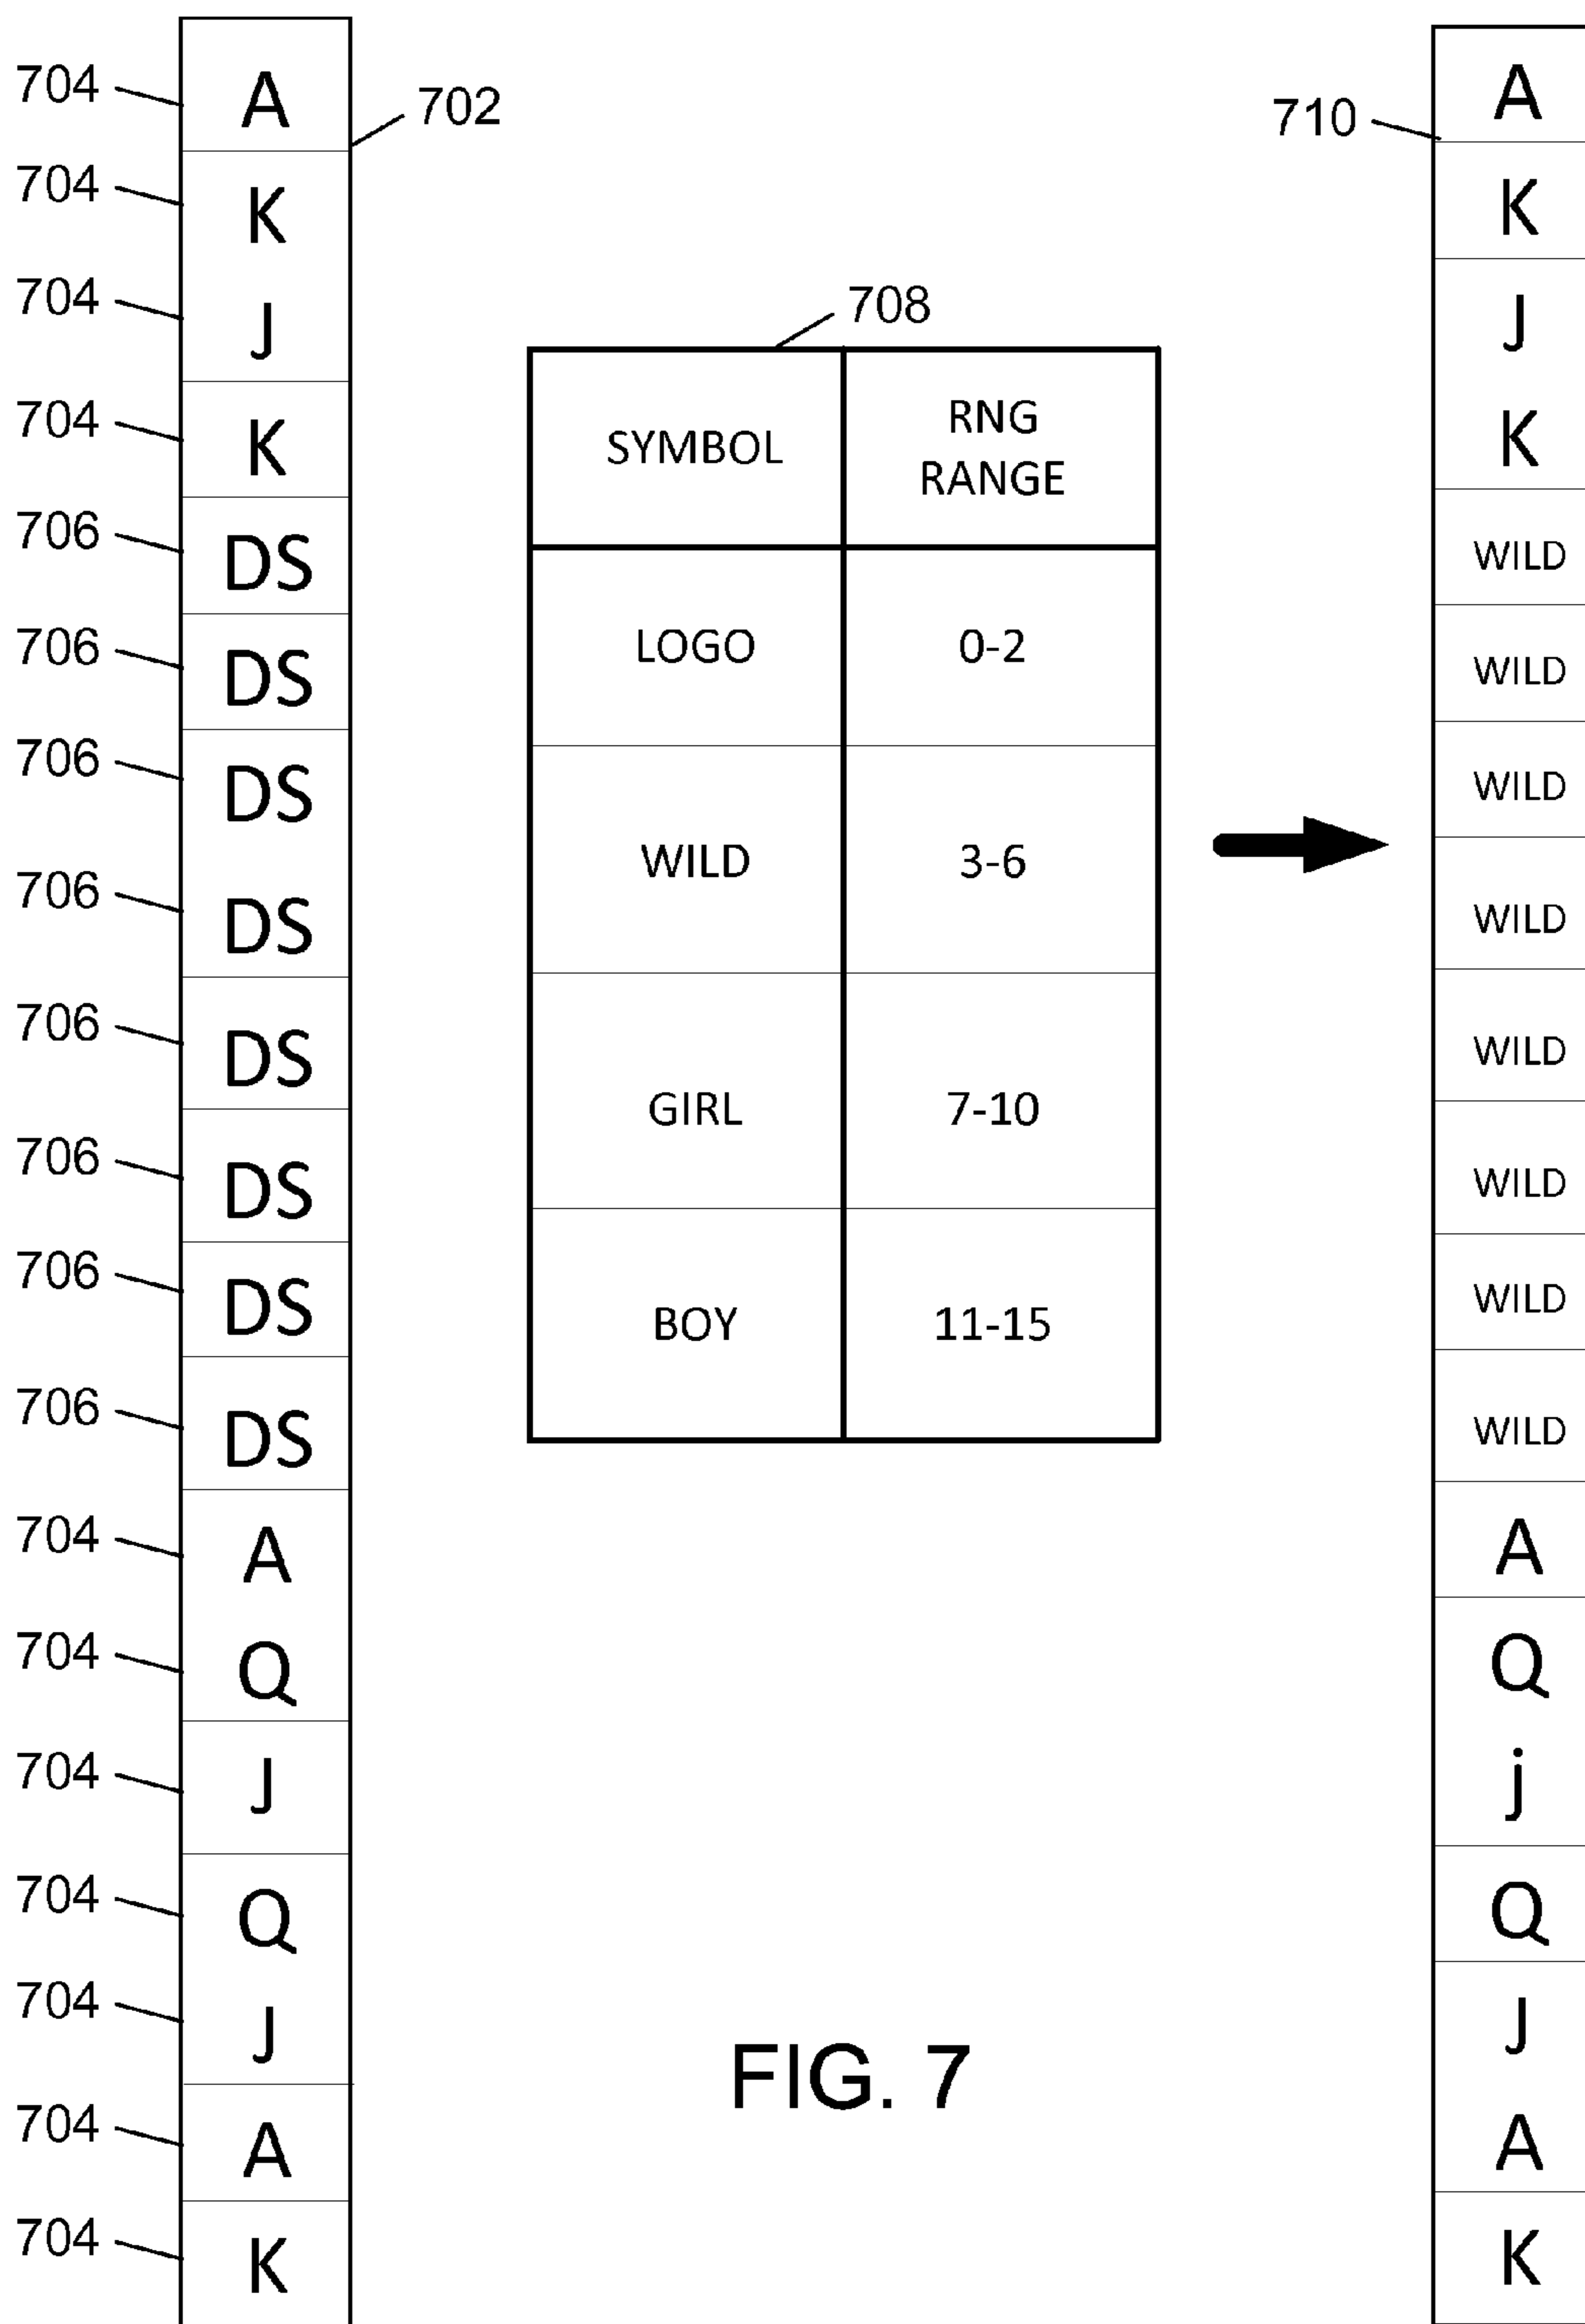 704
A
702
704
K
704
J
704
K
706
DS
706
DS
706
DS
706
DS
706
DS
706
DS
706
DS
706
DS
704
A
704
Q
704
J
704
Q
704
J
704
A
704
K
708
SYMBOL
RNG
RANGE
LOGO
0-2
WILD
3-6
GIRL
7-10
BOY
11-15
710
A
K
J
K
WILD
WILD
WILD
WILD
WILD
WILD
WILD
WILD
A
Q
j
Q
J
A
K
FIG. 7